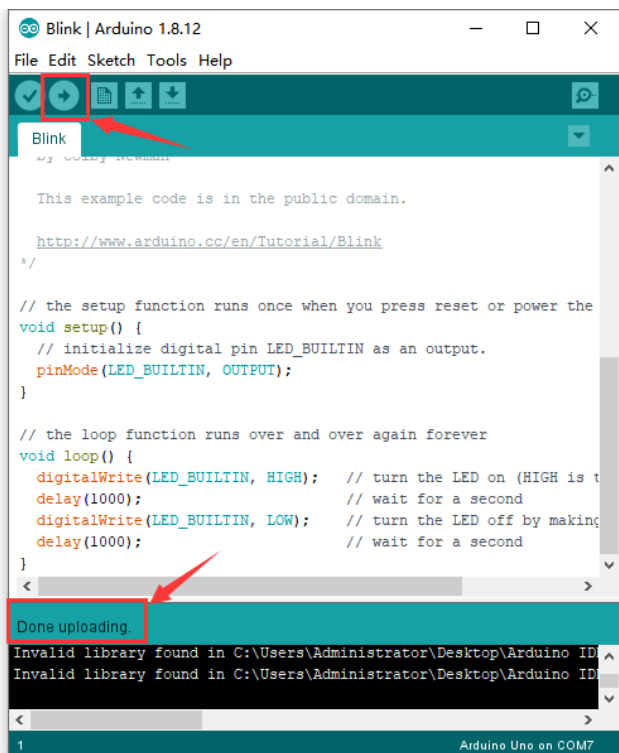 Blink | Arduino 1.8.12
File Edit Sketch Tools Help
Blink
by Colby Newman
This example code is in the public domain.
http://www.arduino.cc/en/Tutorial/Blink
*/
// the setup function runs once when you press reset or power the
void setup() {
  // initialize digital pin LED_BUILTIN as an output.
  pinMode(LED_BUILTIN, OUTPUT);
}
// the loop function runs over and over again forever
void loop() {
  digitalWrite(LED_BUILTIN, HIGH);   // turn the LED on (HIGH is t
  delay(1000);                       // wait for a second
  digitalWrite(LED_BUILTIN, LOW);    // turn the LED off by making
  delay(1000);                       // wait for a second
}
Done uploading.
Invalid library found in C:\Users\Administrator\Desktop\Arduino ID
Invalid library found in C:\Users\Administrator\Desktop\Arduino ID
1 Arduino Uno on COM7